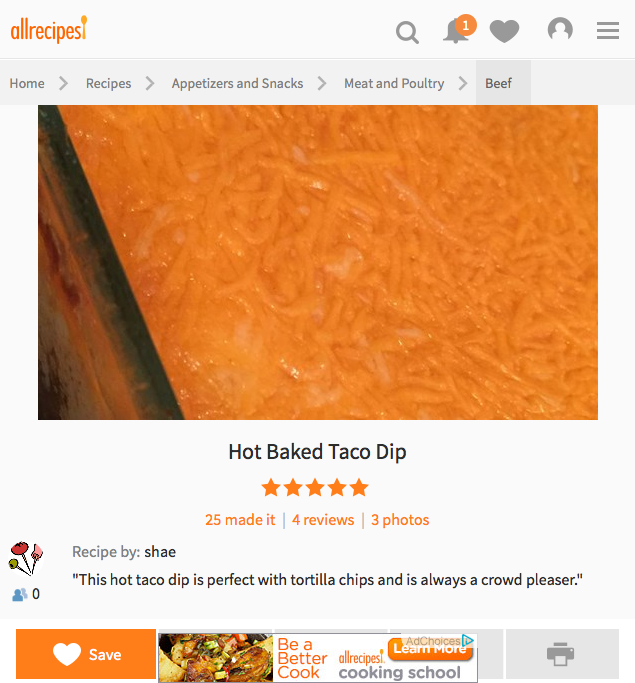 allrecipes
1
Home Recipes Appetizers and Snacks Meat and Poultry Beef
Hot Baked Taco Dip
25 made it | 4 reviews | 3 photos
Recipe by: shae
"This hot taco dip is perfect with tortilla chips and is always a crowd pleaser."
0
Save
Be a
Better
Cook
allrecipes
cooking school
AdChoices
Learn More